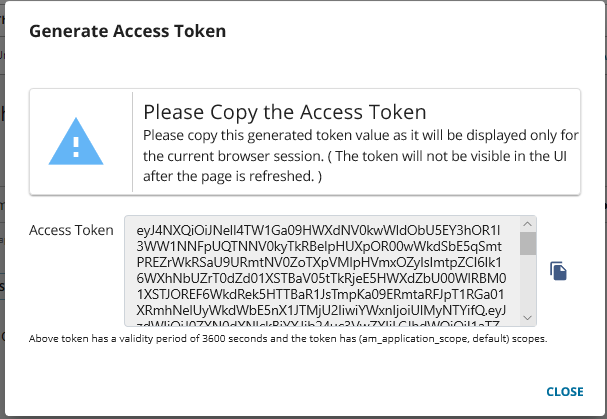 Generate Access Token
Please Copy the Access Token
Please copy this generated token value as it will be displayed only for
the current browser session. ( The token will not be visible in the UI
after the page is refreshed. )
Access Token
eyJ4NXQiOiJNell4TW1Ga09HWXdNV0kwWldObU5EY3hOR1l
3WW1NNFpUQTNNV0kyTkRBelpHUXpOR00wWkdSbE5qSmt
PREZrWkRSaU9URmtNV0ZoTXpVMlpHVmxOZylsImtpZCI6Ik1
6WXhNbUZrT0dZd01XSTBaV05tTkRjeE5HWXdZbU00WlRBM0
1XSTJOREF6WkdRek5HTTBaR1JsTmpKa09ERmtaRFJpT1RGa01
XRmhNelUyWkdWbE5nX1JTMjU2IiwiYWxnIjoiUlMyNTYifQ.eyJ
Above token has a validity period of 3600 seconds and the token has (am_application_scope, default) scopes.
CLOSE